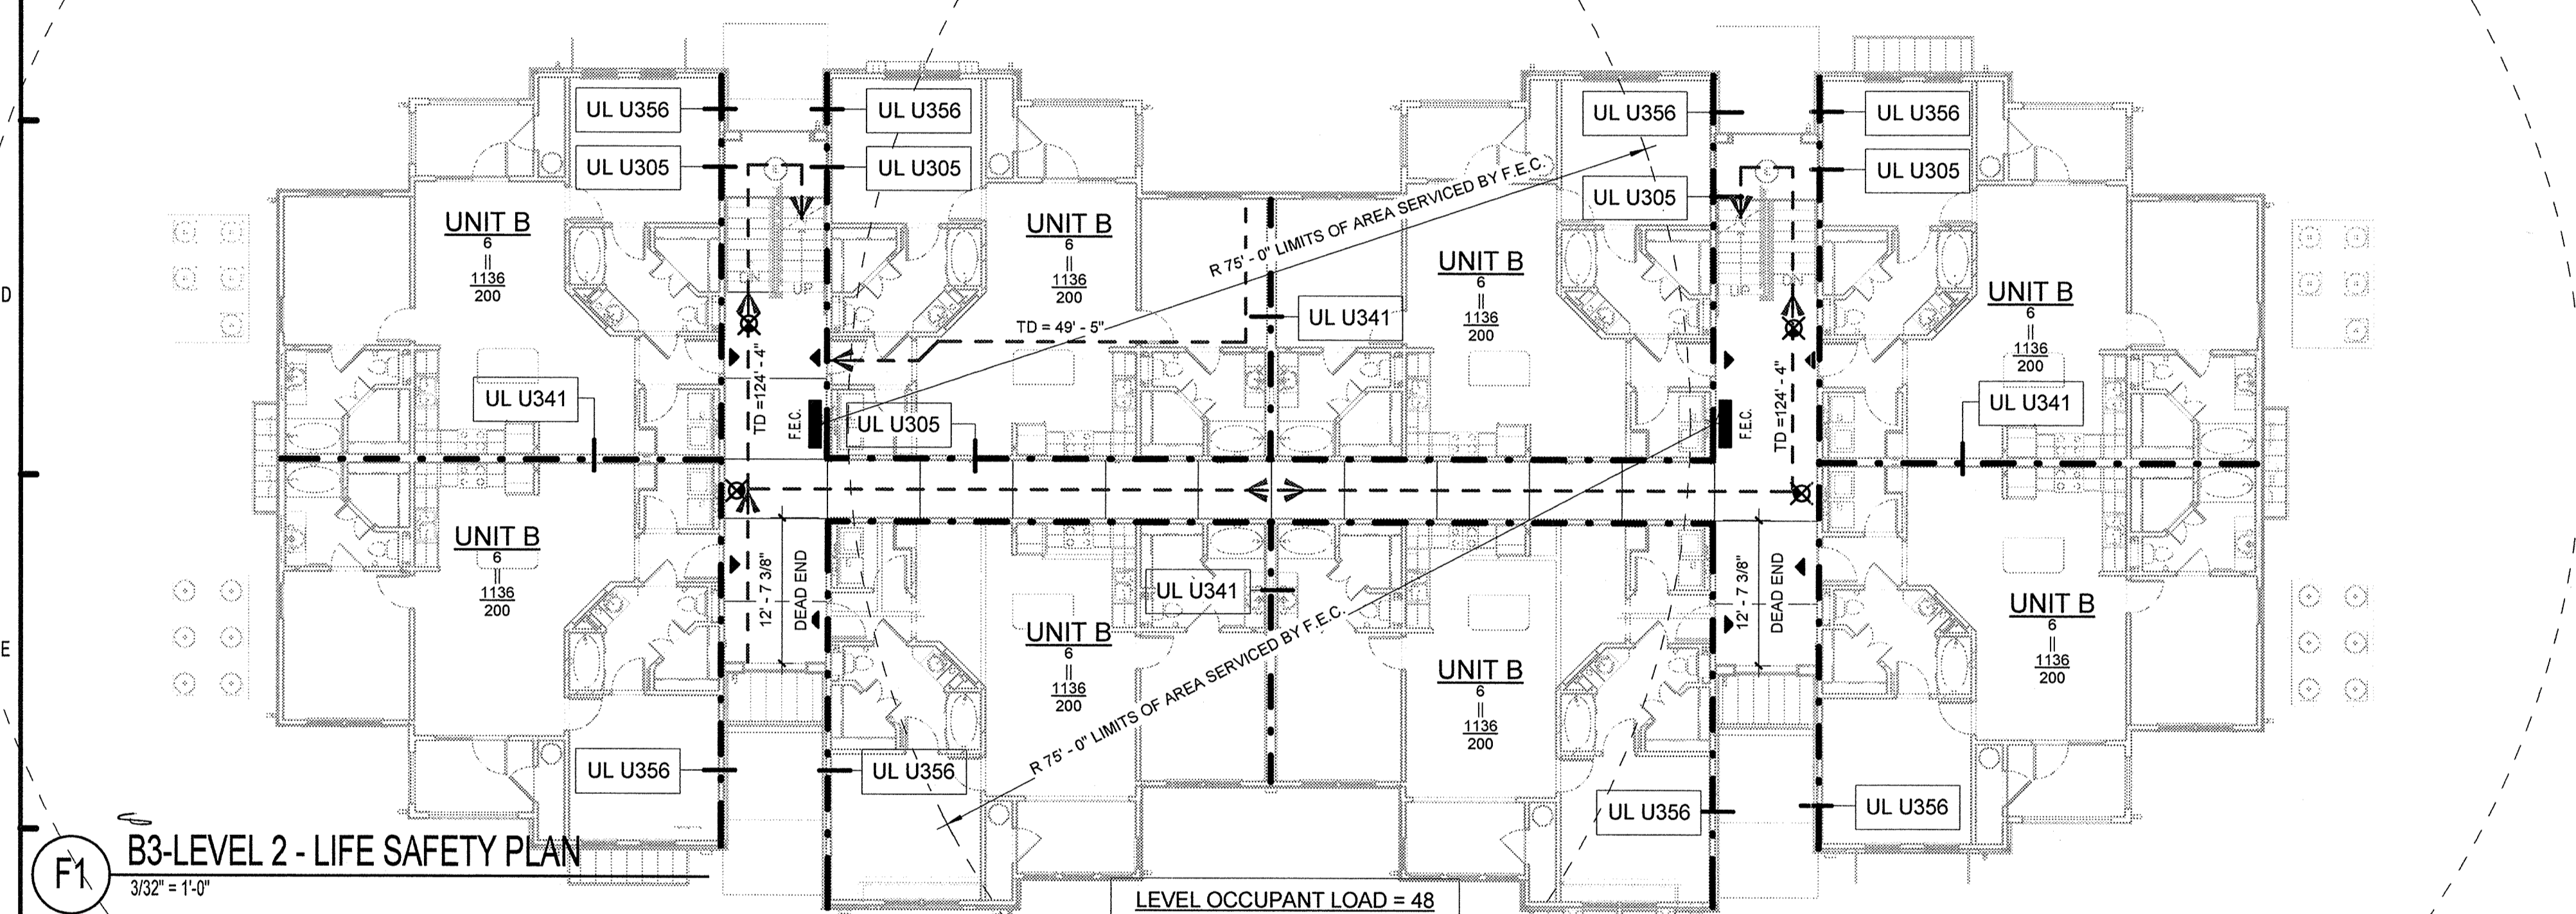 UL U356
UL U356
UL U356
UL U356
UL U305
UL U305
UL U305
UL U305
R 75' - 0" LIMITS OF AREA SERVICED BY F.E.C.
UNIT B
6
||
1136
200
UNIT B
6
||
1136
200
UNIT B
6
||
1136
200
UNIT B
6
||
1136
200
DN
UP
UP
DN
D
TD = 49' - 5"
UL U341
TD =124' - 4"
TD =124' - 4"
UL U341
F.E.C.
UL U305
F.E.C.
UL U341
UNIT B
6
||
1136
200
12' - 7 3/8"
DEAD END
UL U341
12' - 7 3/8"
DEAD END
UNIT B
6
||
1136
200
UNIT B
6
||
1136
200
UNIT B
6
||
1136
200
E
R 75' - 0" LIMITS OF AREA SERVICED BY F.E.C.
UL U356
UL U356
UL U356
UL U356
F1
B3-LEVEL 2 - LIFE SAFETY PLAN
3/32" = 1'-0"
LEVEL OCCUPANT LOAD = 48